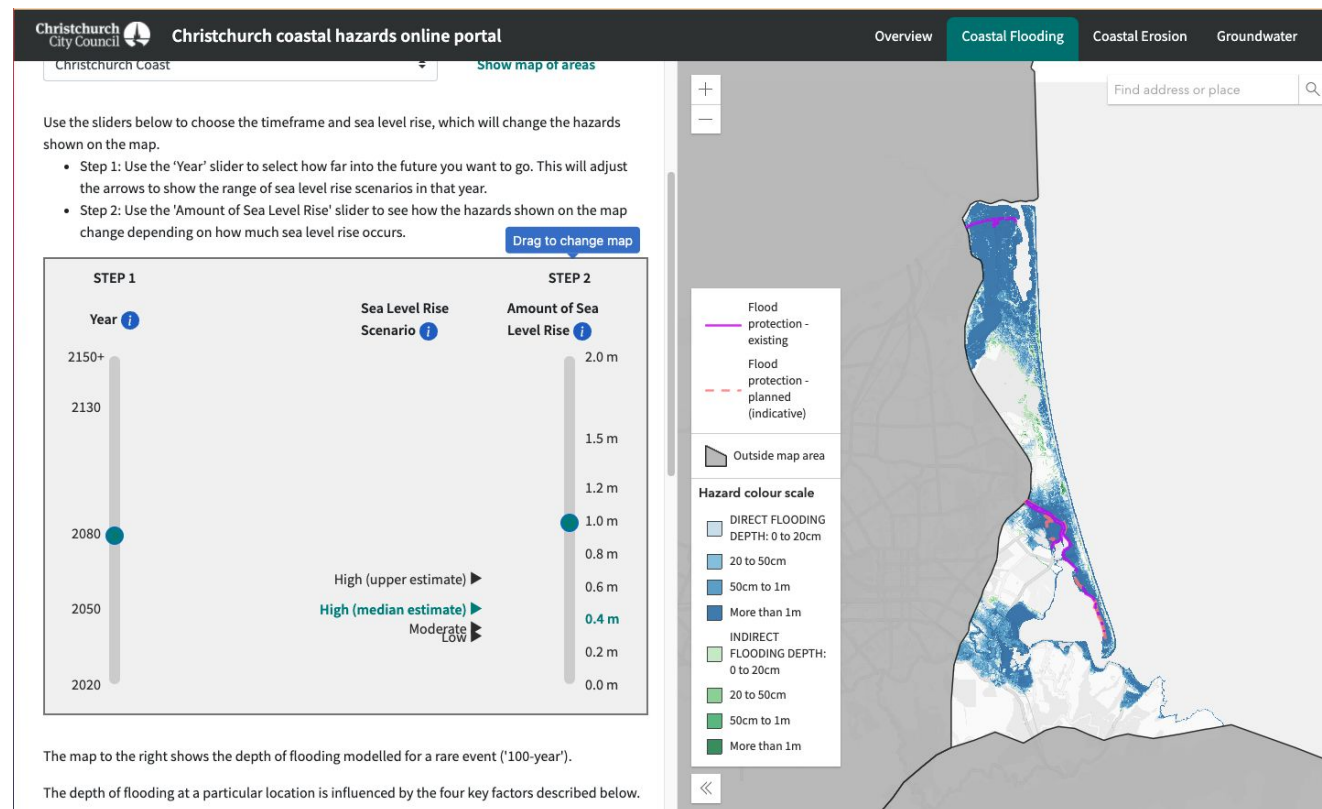 Christchurch
City Council
Christchurch coastal hazards online portal
Overview
Coastal Flooding
Coastal Erosion
Groundwater
Christchurch Coast
Show map of areas
Use the sliders below to choose the timeframe and sea level rise, which will change the hazards
shown on the map.
• Step 1: Use the ‘Year’ slider to select how far into the future you want to go. This will adjust
the arrows to show the range of sea level rise scenarios in that year.
• Step 2: Use the 'Amount of Sea Level Rise' slider to see how the hazards shown on the map
change depending on how much sea level rise occurs.
Drag to change map
STEP 1
STEP 2
Year i
Sea Level Rise
Scenario i
Amount of Sea
Level Rise i
2150+
2130
2080
2050
2020
High (upper estimate)
High (median estimate)
Moderate
Low
2.0 m
1.5 m
1.2 m
1.0 m
0.8 m
0.6 m
0.4 m
0.2 m
0.0 m
The map to the right shows the depth of flooding modelled for a rare event ('100-year').
The depth of flooding at a particular location is influenced by the four key factors described below.
Find address or place
Flood
protection -
existing
Flood
protection -
planned
(indicative)
Outside map area
Hazard colour scale
DIRECT FLOODING
DEPTH: 0 to 20cm
20 to 50cm
50cm to 1m
More than 1m
INDIRECT
FLOODING DEPTH:
0 to 20cm
20 to 50cm
50cm to 1m
More than 1m